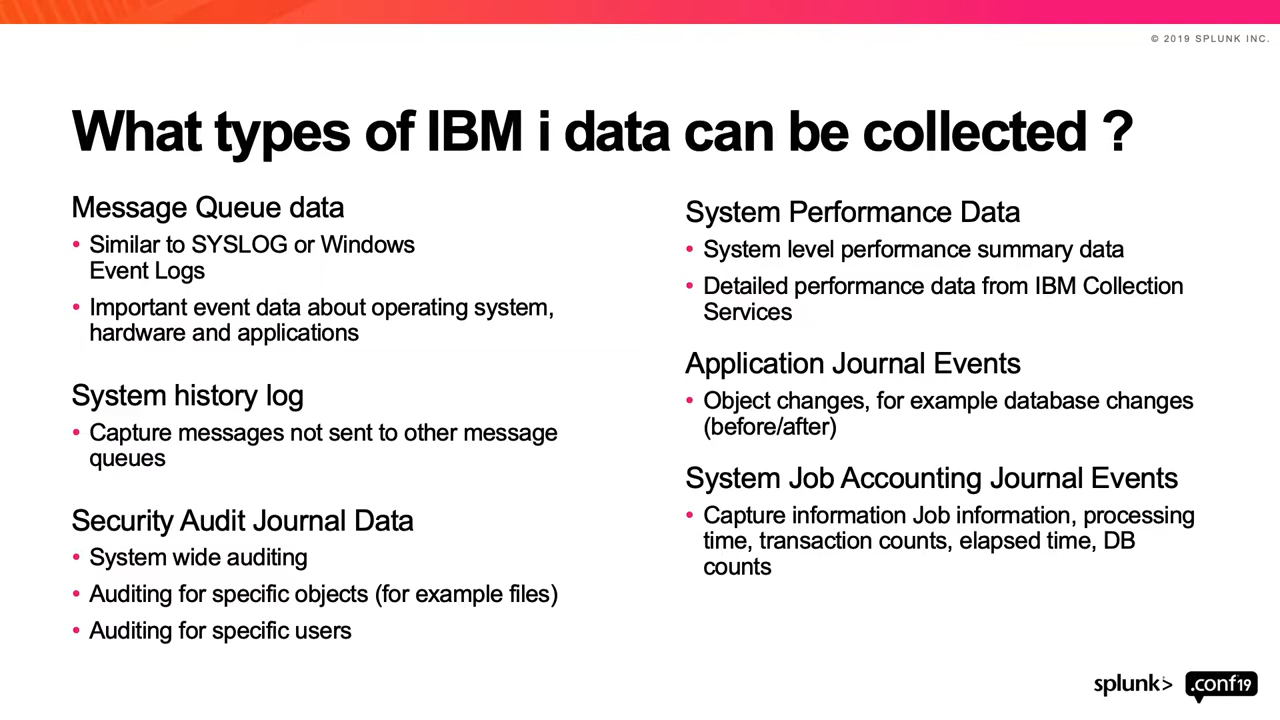 © 2019 SPLUNK INC.
What types of IBM i data can be collected ?
Message Queue data
• Similar to SYSLOG or Windows
Event Logs
• Important event data about operating system,
hardware and applications
System history log
• Capture messages not sent to other message
queues
Security Audit Journal Data
• System wide auditing
• Auditing for specific objects (for example files)
• Auditing for specific users
System Performance Data
• System level performance summary data
• Detailed performance data from IBM Collection
Services
Application Journal Events
• Object changes, for example database changes
(before/after)
System Job Accounting Journal Events
• Capture information Job information, processing
time, transaction counts, elapsed time, DB
counts
splunk> .conf19